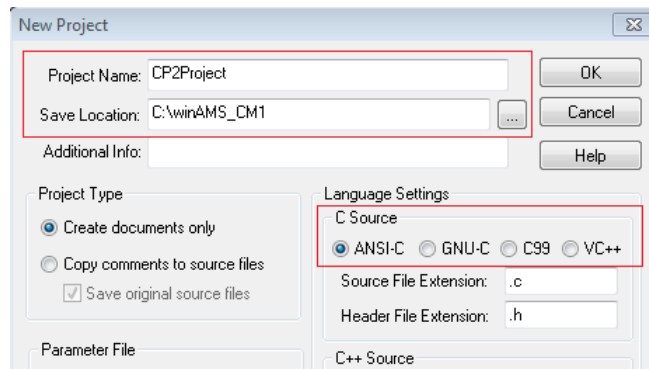 New Project
Project Name: CP2Project OK
Save Location: C:\winAMS_CM1 ... Cancel
Additional Info: Help
Project Type Language Settings
C Source
Create documents only ANSI-C GNU-C C99 VC++
Copy comments to source files
Source File Extension: .c
Save original source files
Header File Extension: .h
Parameter File C++ Source